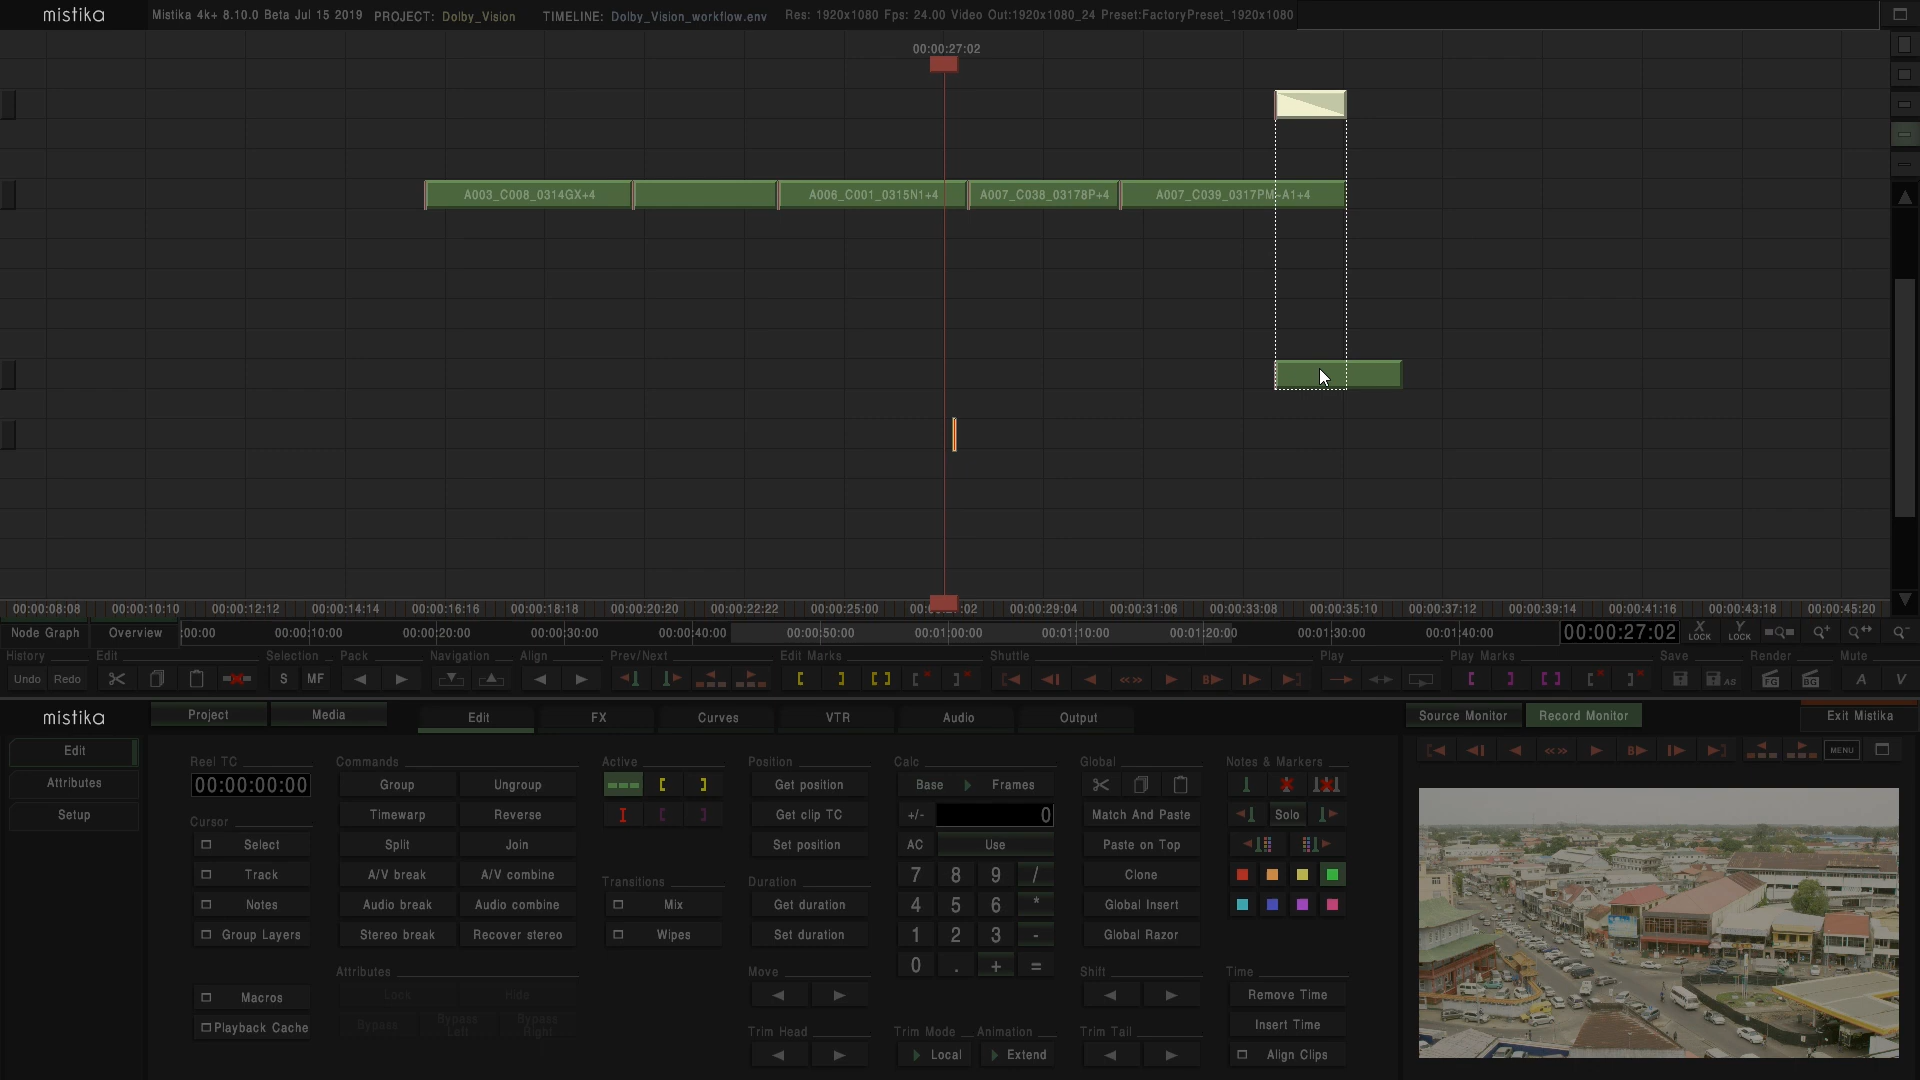 mistika Mistika 4k+ 8.10.0 Beta Jul 15 2019 PROJECT: Dolby_Vision TIMELINE: Dolby_Vision_workflow.env Res: 1920x1080 Fps: 24.00 Video Out:1920x1080_24 Preset:FactoryPreset_1920x1080
00:00:27:02
A003_C008_0314GX+4 A006_C001_0315N1+4 A007_C038_03178P+4 A007_C039_0317PM-A1+4
00:00:08:08 00:00:10:10 00:00:12:12 00:00:14:14 00:00:16:16 00:00:18:18 00:00:20:20 00:00:22:22 00:00:25:00 00:00:29:04 00:00:31:06 00:00:33:08 00:00:35:10 00:00:37:12 00:00:39:14 00:00:41:16 00:00:43:18 00:00:45:20
Node Graph Overview :00:00 00:00:10:00 00:00:20:00 00:00:30:00 00:00:40:00 00:00:50:00 00:01:00:00 00:01:10:00 00:01:20:00 00:01:30:00 00:01:40:00 00:00:27:02 X LOCK Y LOCK
History Edit Selection Pack Navigation Align Prev/Next Edit Marks Shuttle Play Play Marks Save Render Mute
Undo Redo S MF AS FG BG A V
mistika Project Media Edit FX Curves VTR Audio Output Source Monitor Record Monitor Exit Mistika
Edit
Attributes
Setup
MENU
Reel TC Commands Active Position Calc Global Notes & Markers
00:00:00:00 Group Ungroup Get position Base Frames
Timewarp Reverse Get clip TC +/- 0 Match And Paste Solo
Cursor
Select Split Join Set position AC Use Paste on Top
Track A/V break A/V combine Transitions Duration 7 8 9 / Clone
Notes Audio break Audio combine Mix Get duration 4 5 6 * Global Insert
Group Layers Stereo break Recover stereo Wipes Set duration 1 2 3 - Global Razor
0 . + =
Attributes Move Shift Time
Macros Lock Hide Remove Time
Playback Cache Bypass Bypass Left Bypass Right Insert Time
Trim Head Trim Mode Animation Trim Tail
Local Extend Align Clips